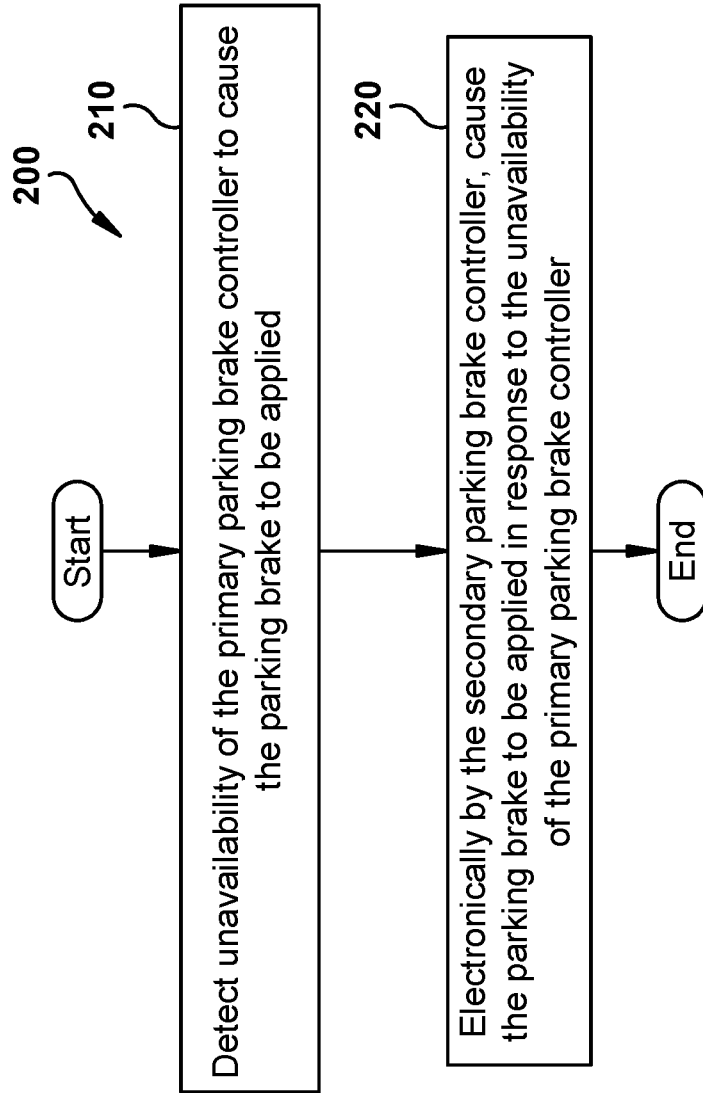 200
Start
210
Detect unavailability of the primary parking brake controller to cause
the parking brake to be applied
220
Electronically by the secondary parking brake controller, cause
the parking brake to be applied in response to the unavailability
of the primary parking brake controller
End